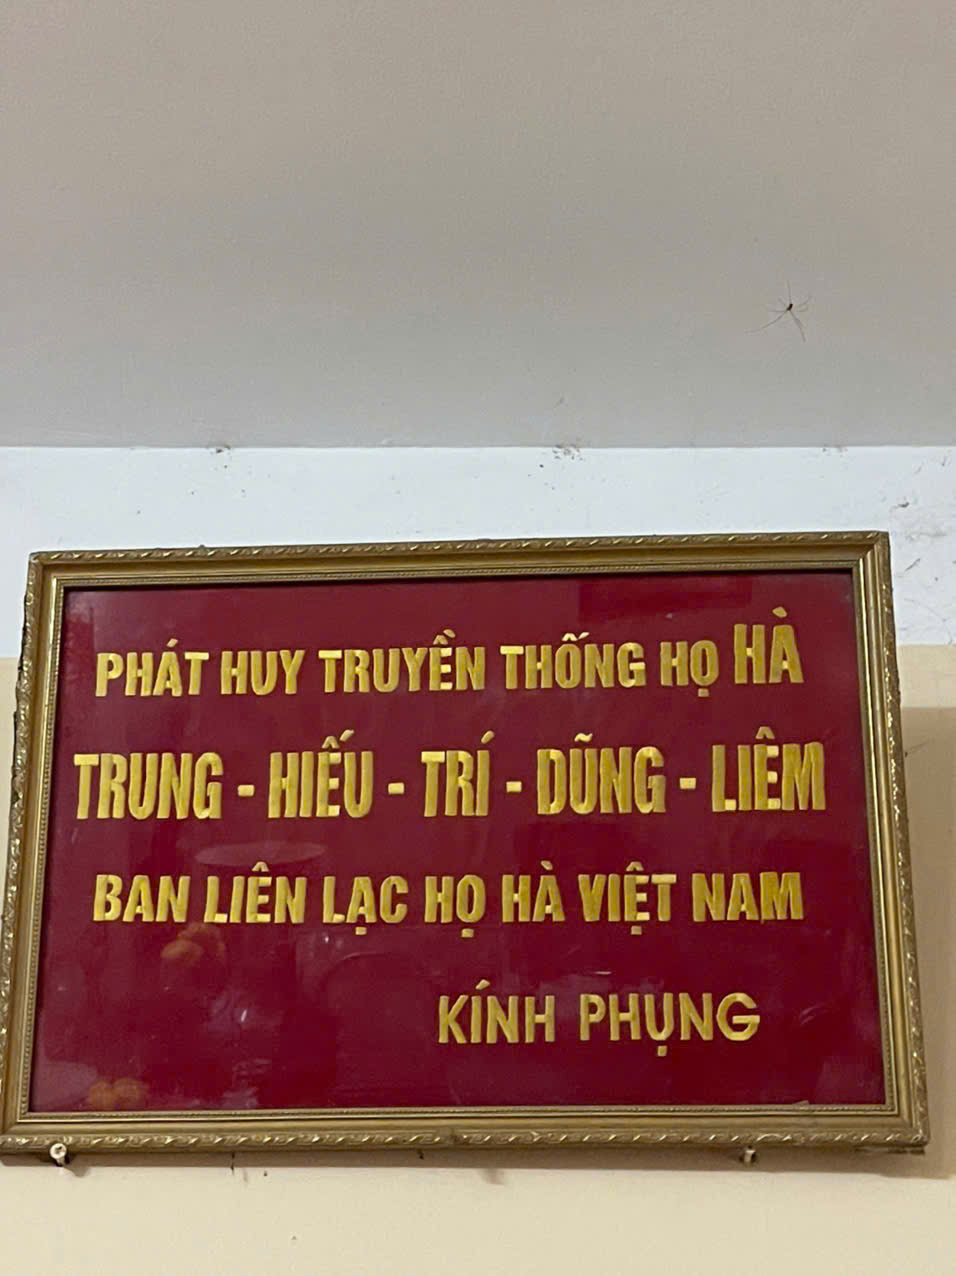 PHÁT HUY TRUYỀN THỐNG HỌ HÀ
TRUNG - HIẾU - TRÍ - DŨNG - LIÊM
BAN LIÊN LẠC HỌ HÀ VIỆT NAM
KÍNH PHỤNG